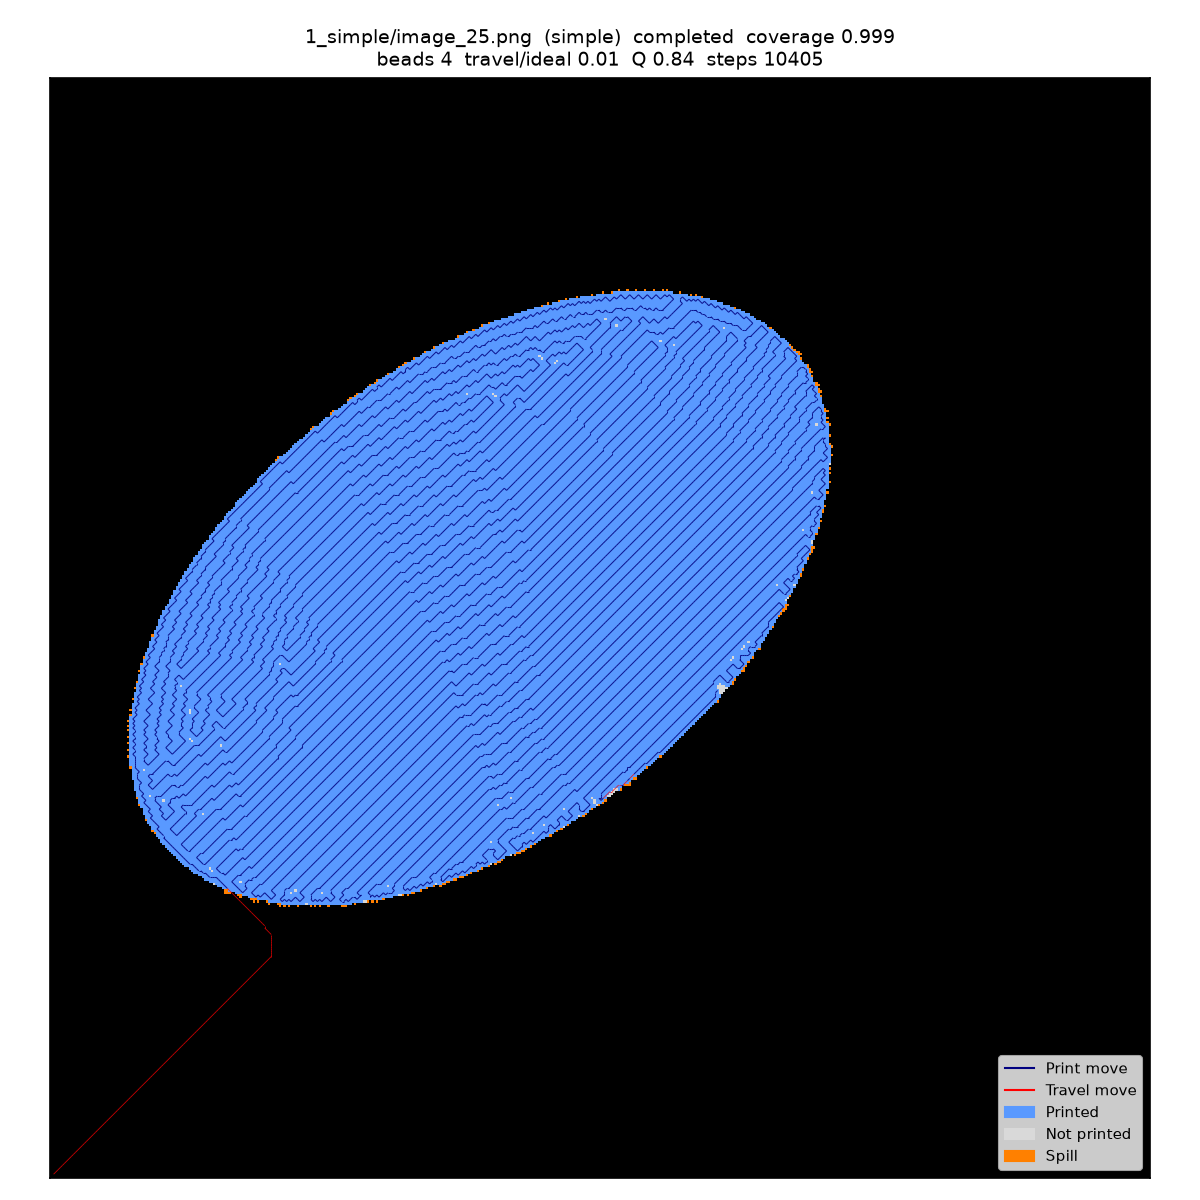 1_simple/image_25.png  (simple)  completed  coverage 0.999
beads 4  travel/ideal 0.01  Q 0.84  steps 10405
Print move
Travel move
Printed
Not printed
Spill